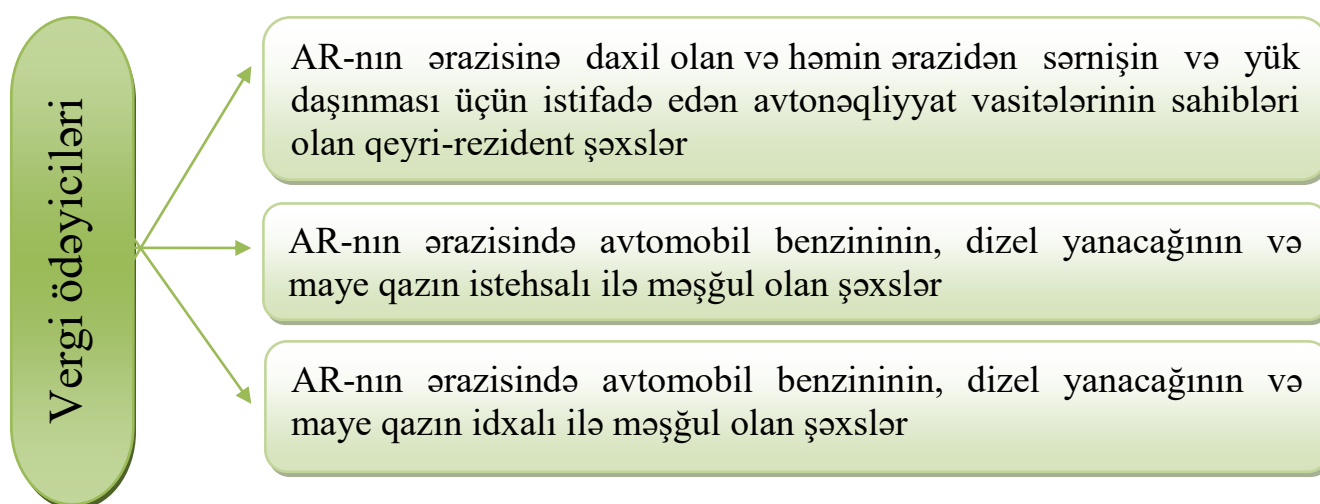 Vergi ödəyiciləri
AR-nın ərazisinə daxil olan və həmin ərazidən sərnişin və yük
daşınması üçün istifadə edən avtonəqliyyat vasitələrinin sahibləri
olan qeyri-rezident şəxslər
AR-nın ərazisində avtomobil benzininin, dizel yanacağının və
maye qazın istehsalı ilə məşğul olan şəxslər
AR-nın ərazisində avtomobil benzininin, dizel yanacağının və
maye qazın idxalı ilə məşğul olan şəxslər